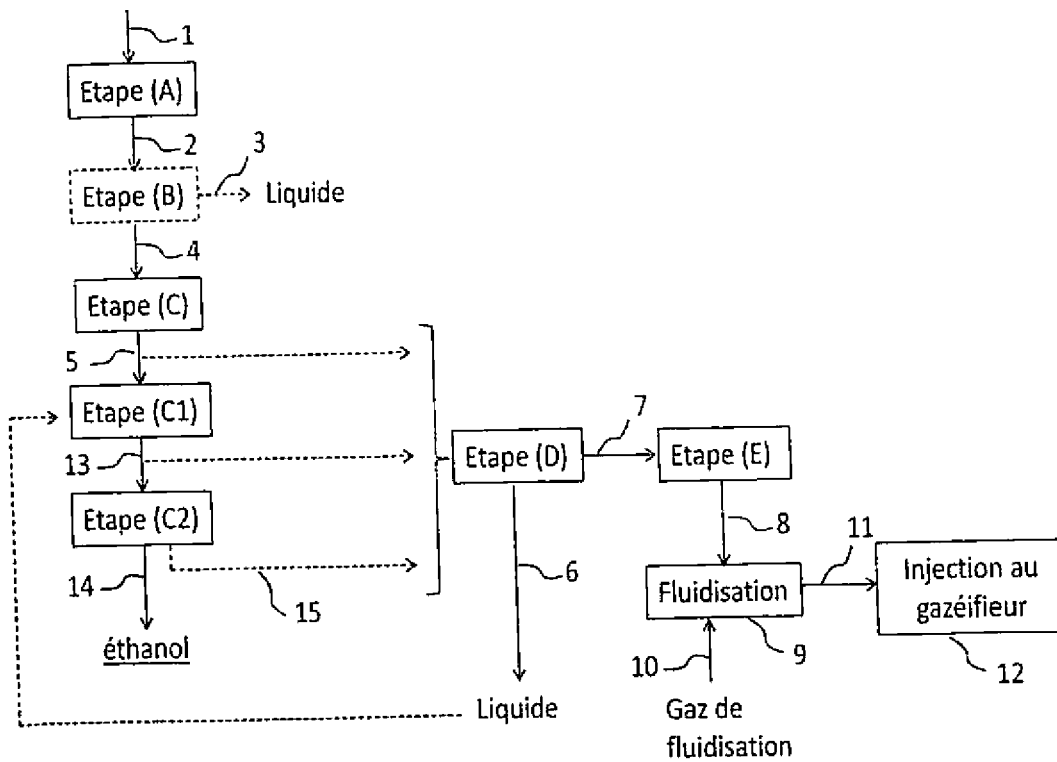 1
Etape (A)
2
3
Etape (B)
Liquide
4
Etape (C)
5
Etape (C1)
7
13
Etape (D)
Etape (E)
Etape (C2)
8
11
14
6
15
Fluidisation
Injection au
gazéifieur
éthanol
10
9
12
Liquide
Gaz de
fluidisation